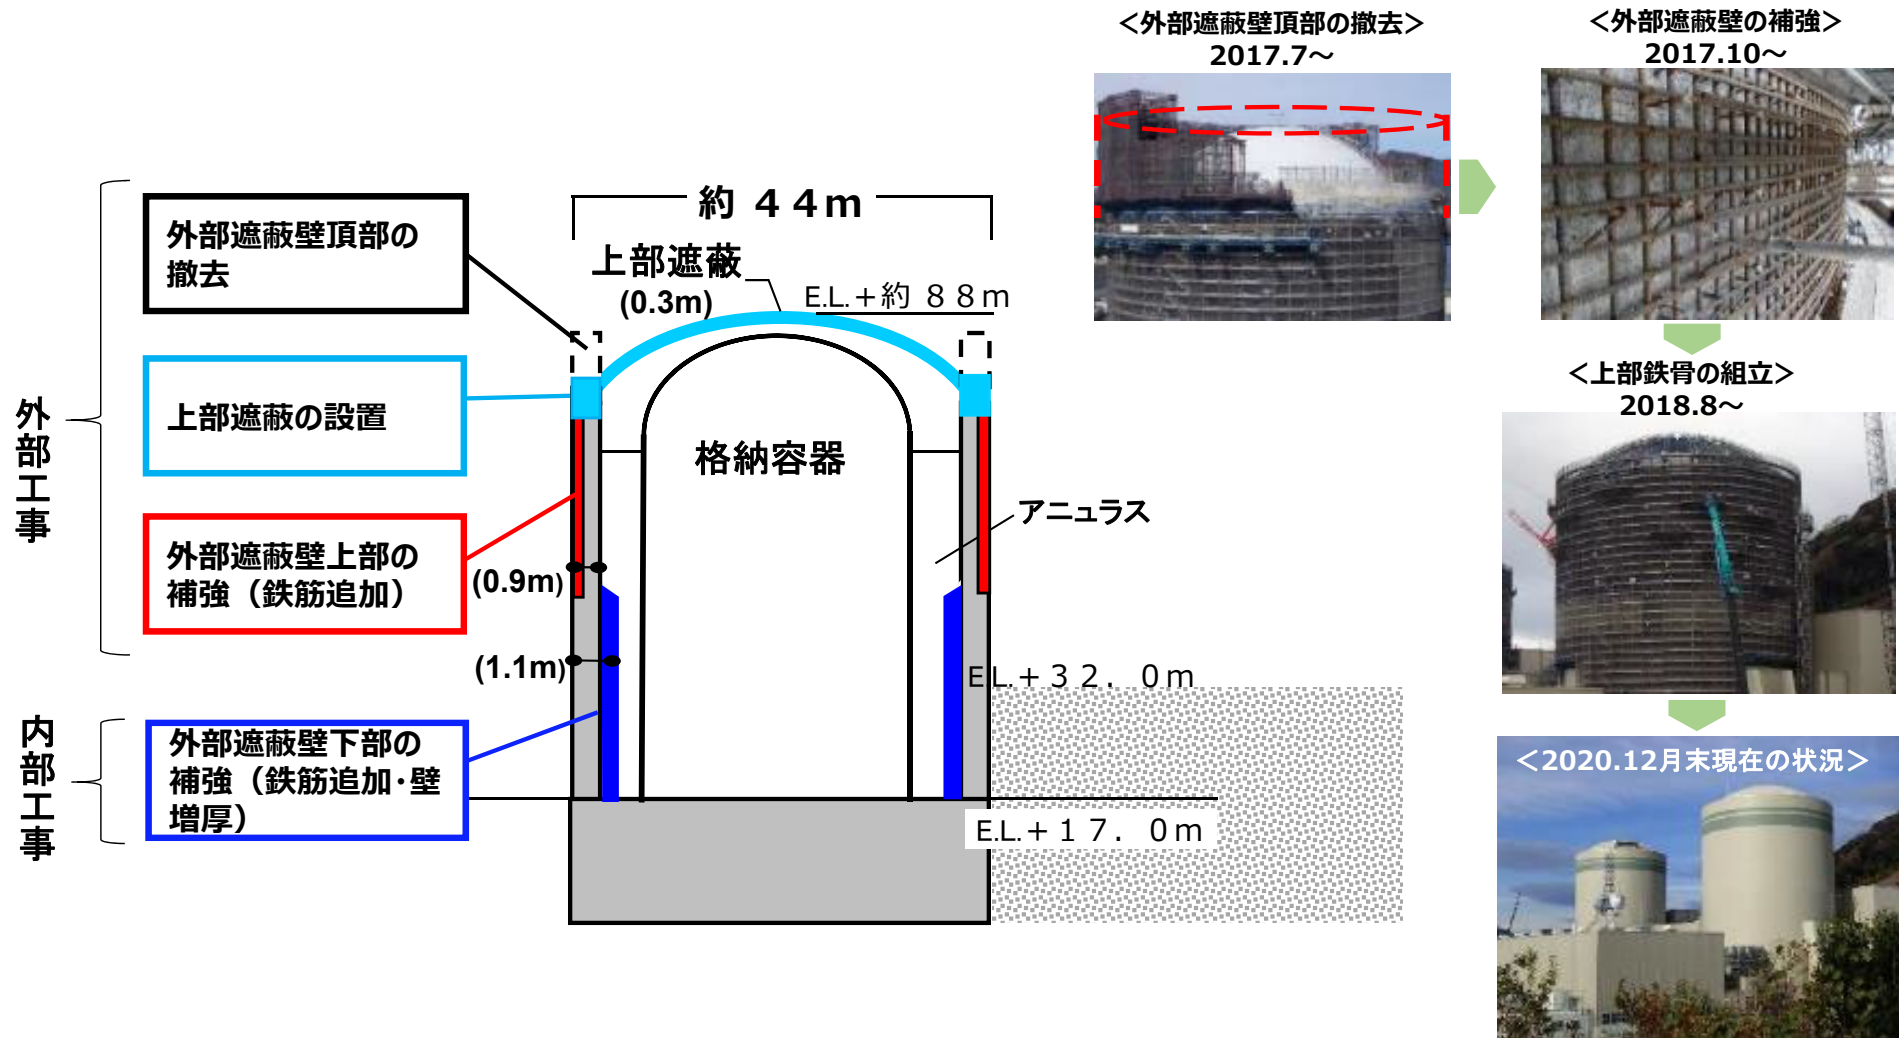 ＜外部遮蔽壁頂部の撤去＞
2017.7～
＜外部遮蔽壁の補強＞
2017.10～
＜上部鉄骨の組立＞
2018.8～
＜2020.12月末現在の状況＞
外部工事
外部遮蔽壁頂部の
撤去
上部遮蔽の設置
外部遮蔽壁上部の
補強（鉄筋追加）
内部工事
外部遮蔽壁下部の
補強（鉄筋追加・壁
増厚）
約 ４４ｍ
上部遮蔽
(0.3m)
E.L.＋約 ８８ｍ
格納容器
アニュラス
(0.9m)
(1.1m)
E.L.＋３２．０ｍ
E.L.＋１７．０ｍ